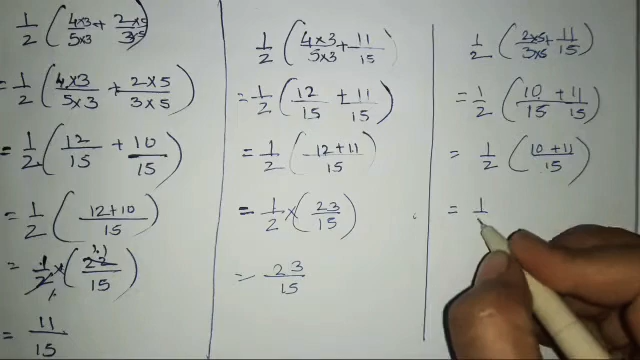 1/2 ( 4×3/5×3 + 2×5/3×5 )
= 1/2 ( 4×3/5×3 + 2×5/3×5 )
= 1/2 ( 12/15 + 10/15 )
= 1/2 ( 12+10/15 )
= 1/2 × ( 22/15 )
= 11/15
1/2 ( 4×3/5×3 + 11/15 )
= 1/2 ( 12/15 + 11/15 )
= 1/2 ( 12+11/15 )
= 1/2 × ( 23/15 )
= 23/15
1/2 ( 2×5/3×5 + 11/15 )
= 1/2 ( 10/15 + 11/15 )
= 1/2 ( 10+11/15 )
= 1/